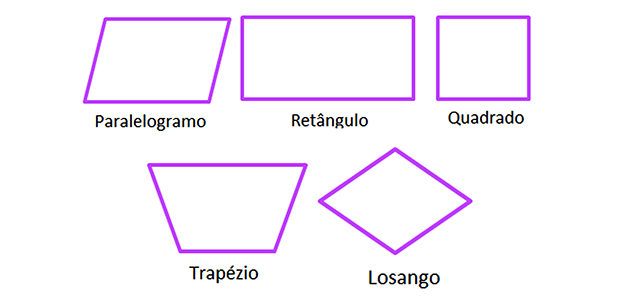 Paralelogramo
Retângulo
Quadrado
Trapézio
Losango